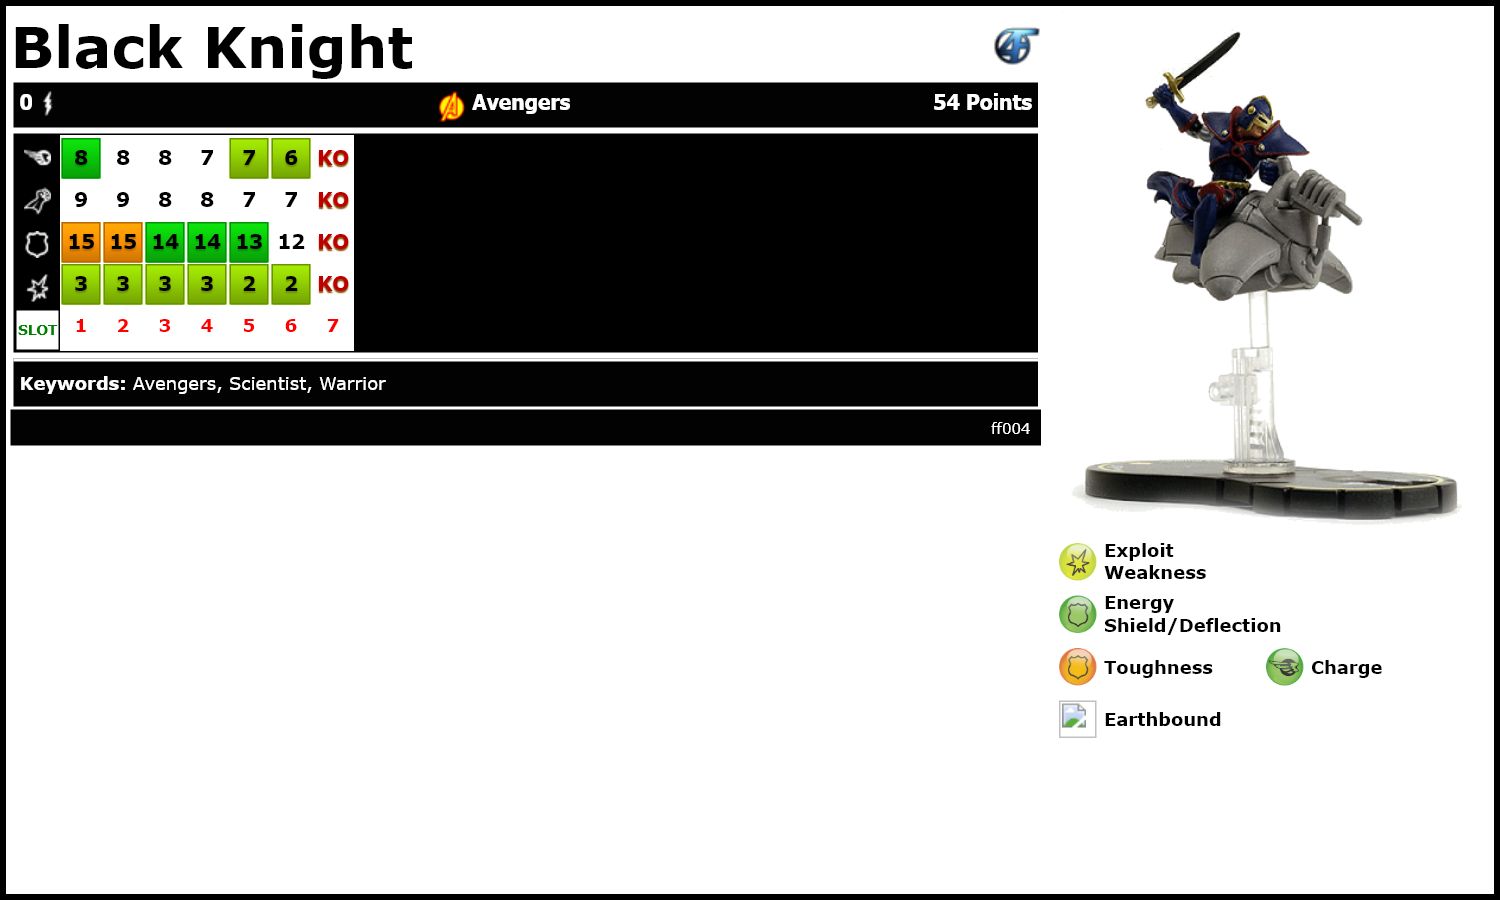 Black Knight
0 Avengers 54 Points
8 8 8 7 7 6 KO
9 9 8 8 7 7 KO
15 15 14 14 13 12 KO
3 3 3 3 2 2 KO
SLOT 1 2 3 4 5 6 7
Keywords: Avengers, Scientist, Warrior
ff004
Exploit
Weakness
Energy
Shield/Deflection
Toughness Charge
Earthbound